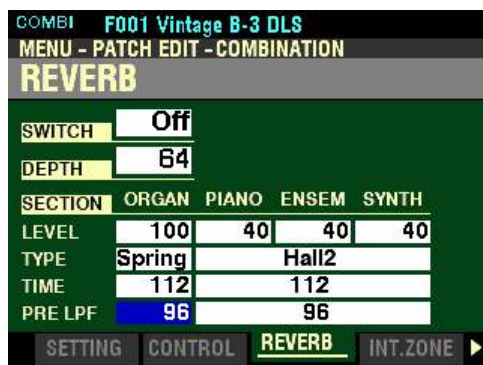 COMBI F001 Vintage B-3 DLS
MENU - PATCH EDIT - COMBINATION
REVERB
SWITCH Off
DEPTH 64
SECTION ORGAN PIANO ENSEM SYNTH
LEVEL 100 40 40 40
TYPE Spring Hall2
TIME 112 112
PRE LPF 96 96
SETTING CONTROL REVERB INT.ZONE